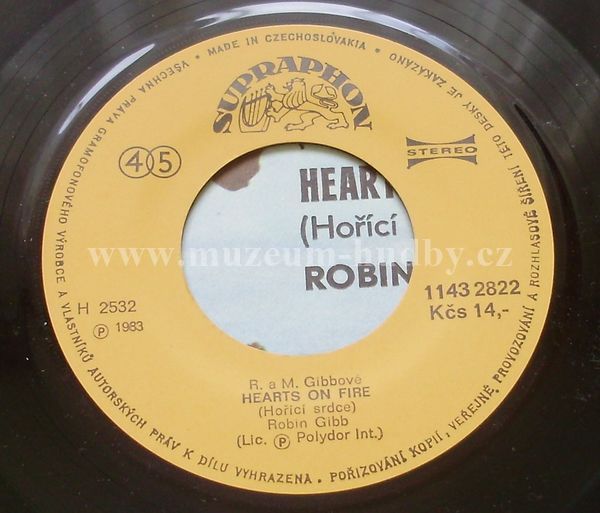 VŠECHNA PRÁVA GRAMOFONOVÉHO VÝROBCE A VLASTNÍKŮ AUTORSKÝCH PRÁV K DÍLU VYHRAZENA. POŘIZOVÁNÍ KOPIÍ, VEŘEJNÉ PROVOZOVÁNÍ A ROZHLASOVÉ ŠÍŘENÍ TÉTO DESKY JE ZAKÁZÁNO • MADE IN CZECHOSLOVAKIA •
SUPRAPHON
45
STEREO
HEART
(Hořící
ROBIN
www.muzeum-hudby.cz
H 2532
Ⓟ 1983
1143 2822
Kčs 14,-
R. a M. Gibbové
HEARTS ON FIRE
(Hořící srdce)
Robin Gibb
(Lic. Ⓟ Polydor Int.)